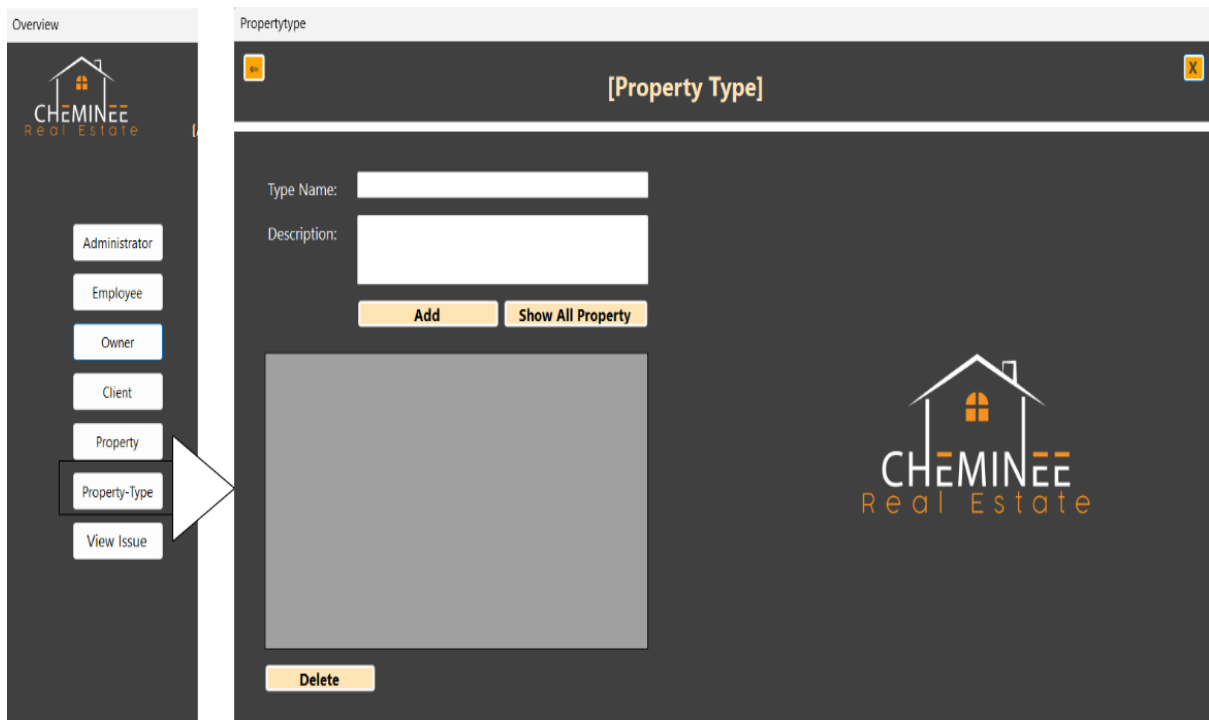 Overview
CHEMINEE
Real Estate
Administrator
Employee
Owner
Client
Property
Property-Type
View Issue
Propertytype
X
[Property Type]
Type Name:
Description:
Add
Show All Property
CHEMINEE
Real Estate
Delete